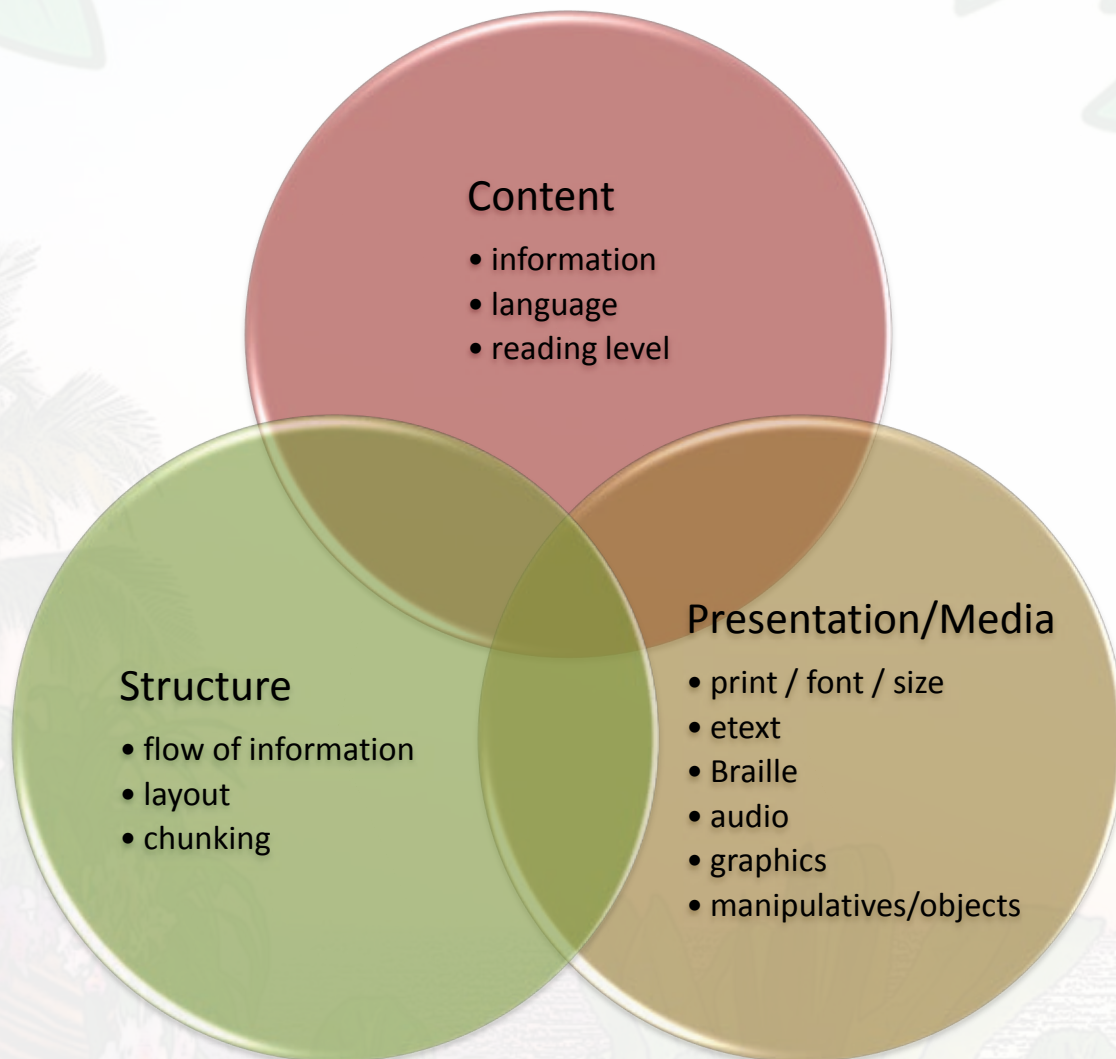 Content
• information
• language
• reading level
Structure
• flow of information
• layout
• chunking
Presentation/Media
• print / font / size
• etext
• Braille
• audio
• graphics
• manipulatives/objects